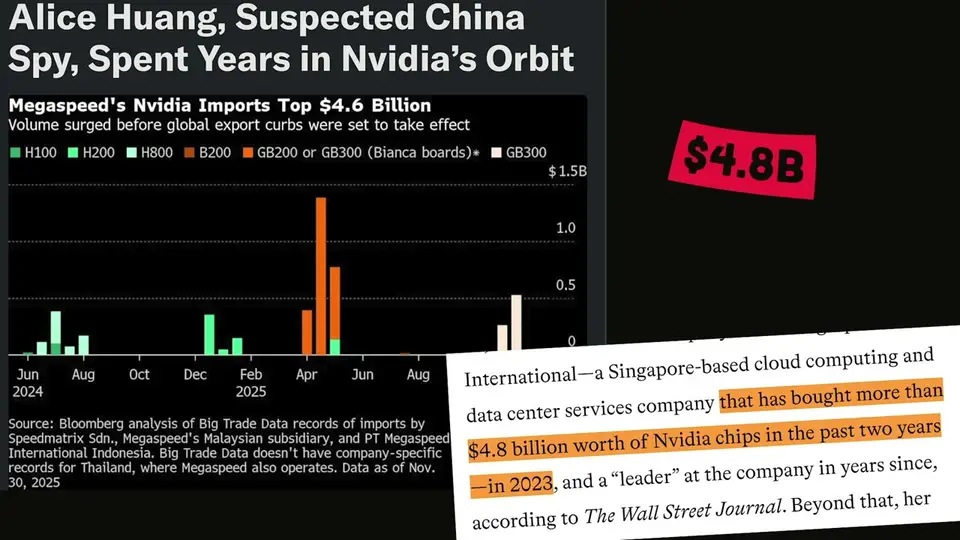 Alice Huang, Suspected China
Spy, Spent Years in Nvidia's Orbit
Megaspeed's Nvidia Imports Top $4.6 Billion
Volume surged before global export curbs were set to take effect
H100 H200 H800 B200 GB200 or GB300 (Bianca boards)* GB300
$1.5B
1.0
0.5
0
Jun Aug Oct Dec Feb Apr Jun Aug
2024 2025
Source: Bloomberg analysis of Big Trade Data records of imports by
Speedmatrix Sdn., Megaspeed's Malaysian subsidiary, and PT Megaspeed
International Indonesia. Big Trade Data doesn't have company-specific
records for Thailand, where Megaspeed also operates. Data as of Nov.
30, 2025
$4.8B
International—a Singapore-based cloud computing and
data center services company that has bought more than
$4.8 billion worth of Nvidia chips in the past two years
—in 2023, and a “leader” at the company in years since,
according to The Wall Street Journal. Beyond that, her